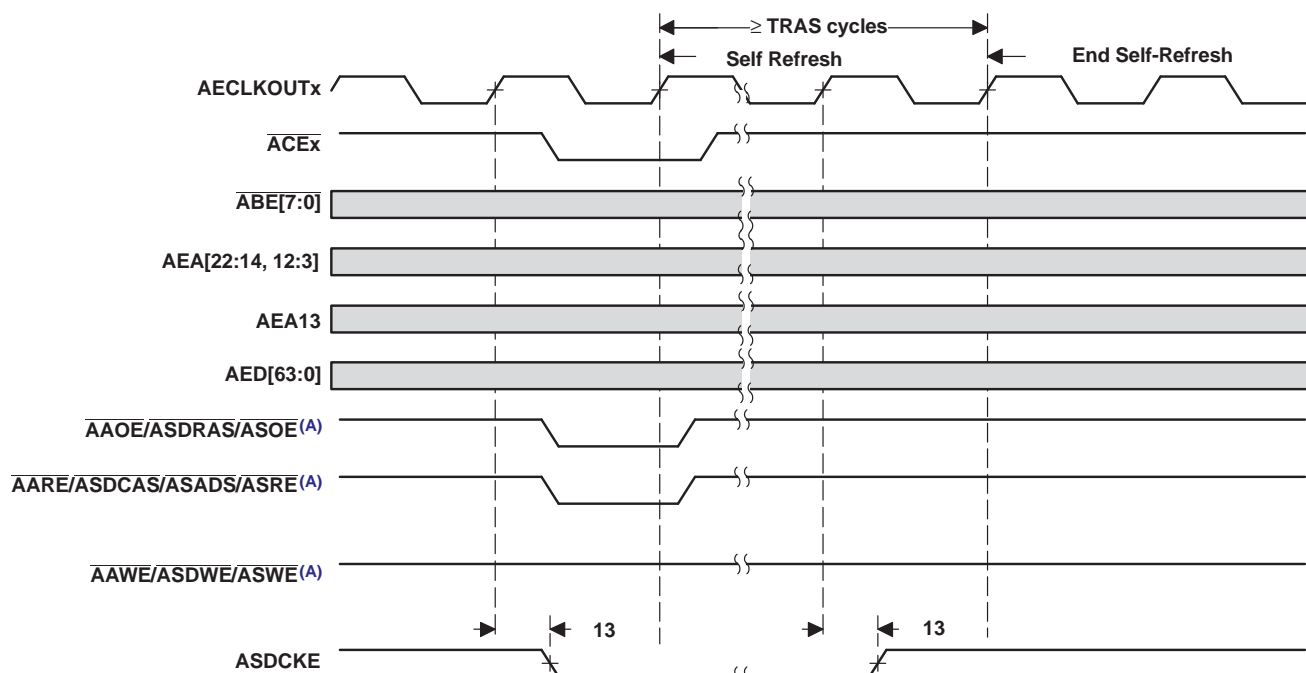 ≥ TRAS cycles
Self Refresh
End Self-Refresh
AECLKOUTx
ACEx
ABE[7:0]
AEA[22:14, 12:3]
AEA13
AED[63:0]
AAOE/ASDRAS/ASOE(A)
AARE/ASDCAS/ASADS/ASRE(A)
AAWE/ASDWE/ASWE(A)
13
13
ASDCKE